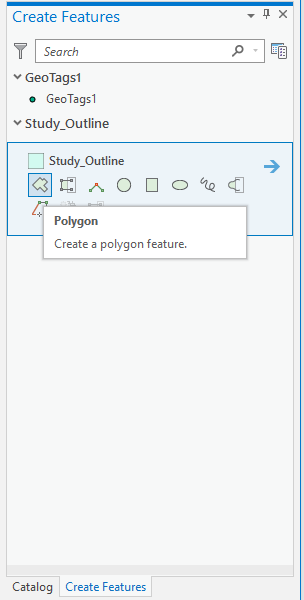 Create Features
Search
GeoTags1
GeoTags1
Study_Outline
Study_Outline
Polygon
Create a polygon feature.
Catalog
Create Features